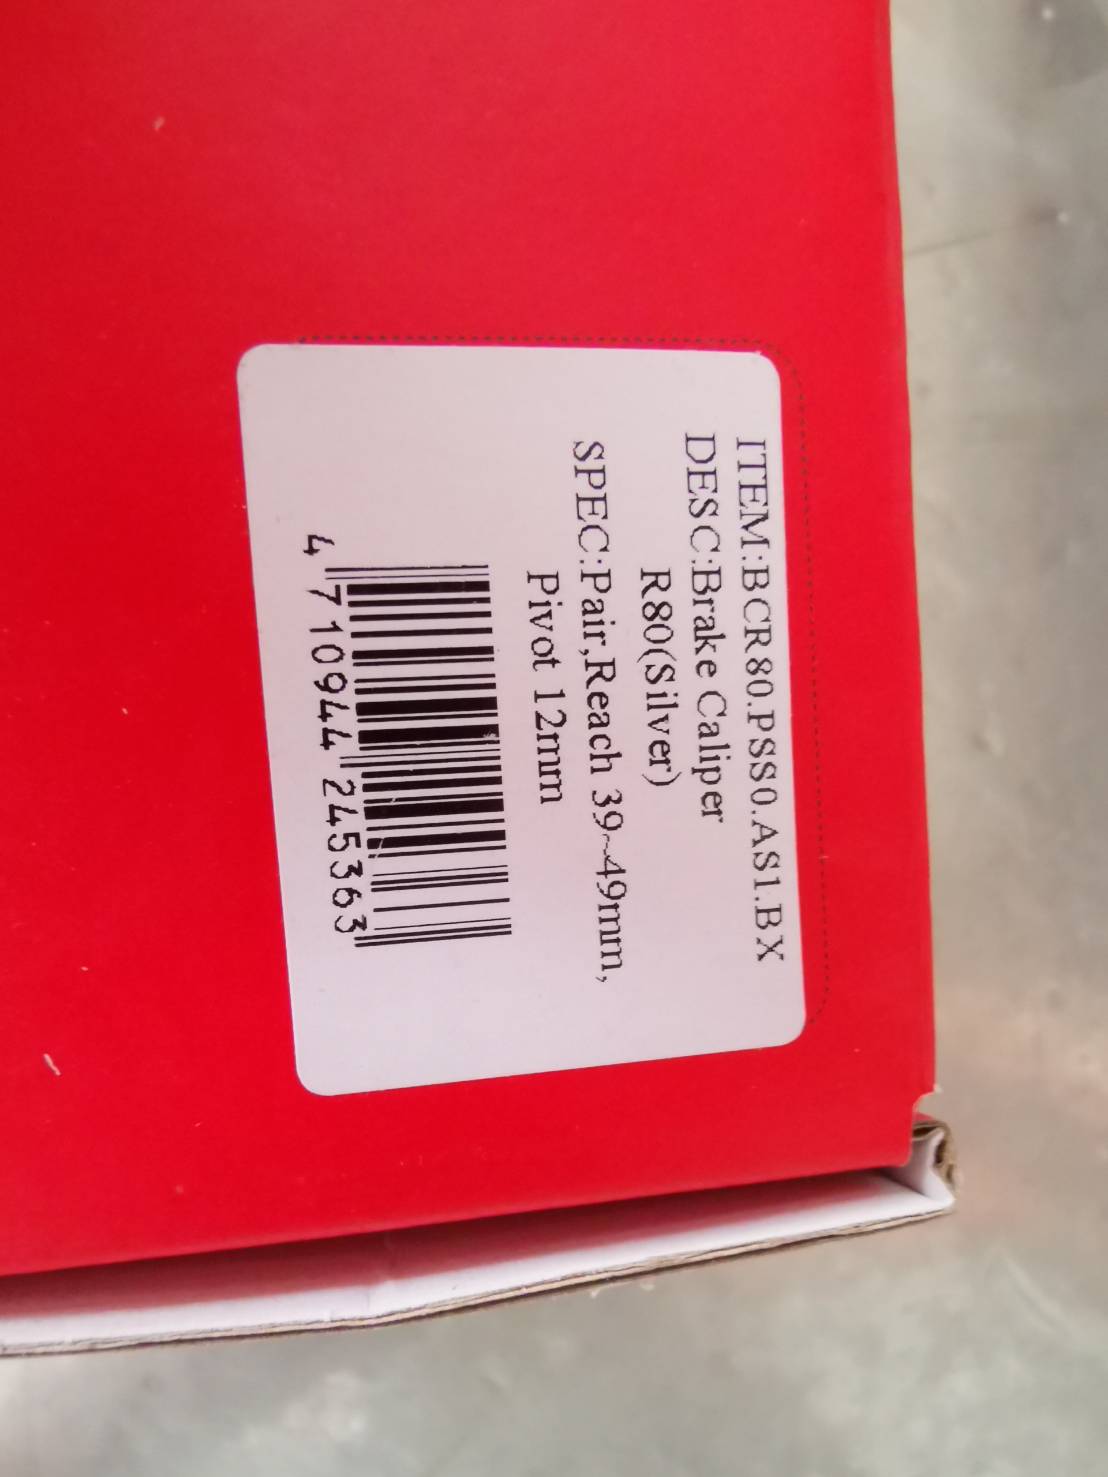 ITEM:BCR80.PSS0.AS1.BX
DESC:Brake Caliper
R80(Silver)
SPEC:Pair,Reach 39~49mm,
Pivot 12mm
4 710944 245363